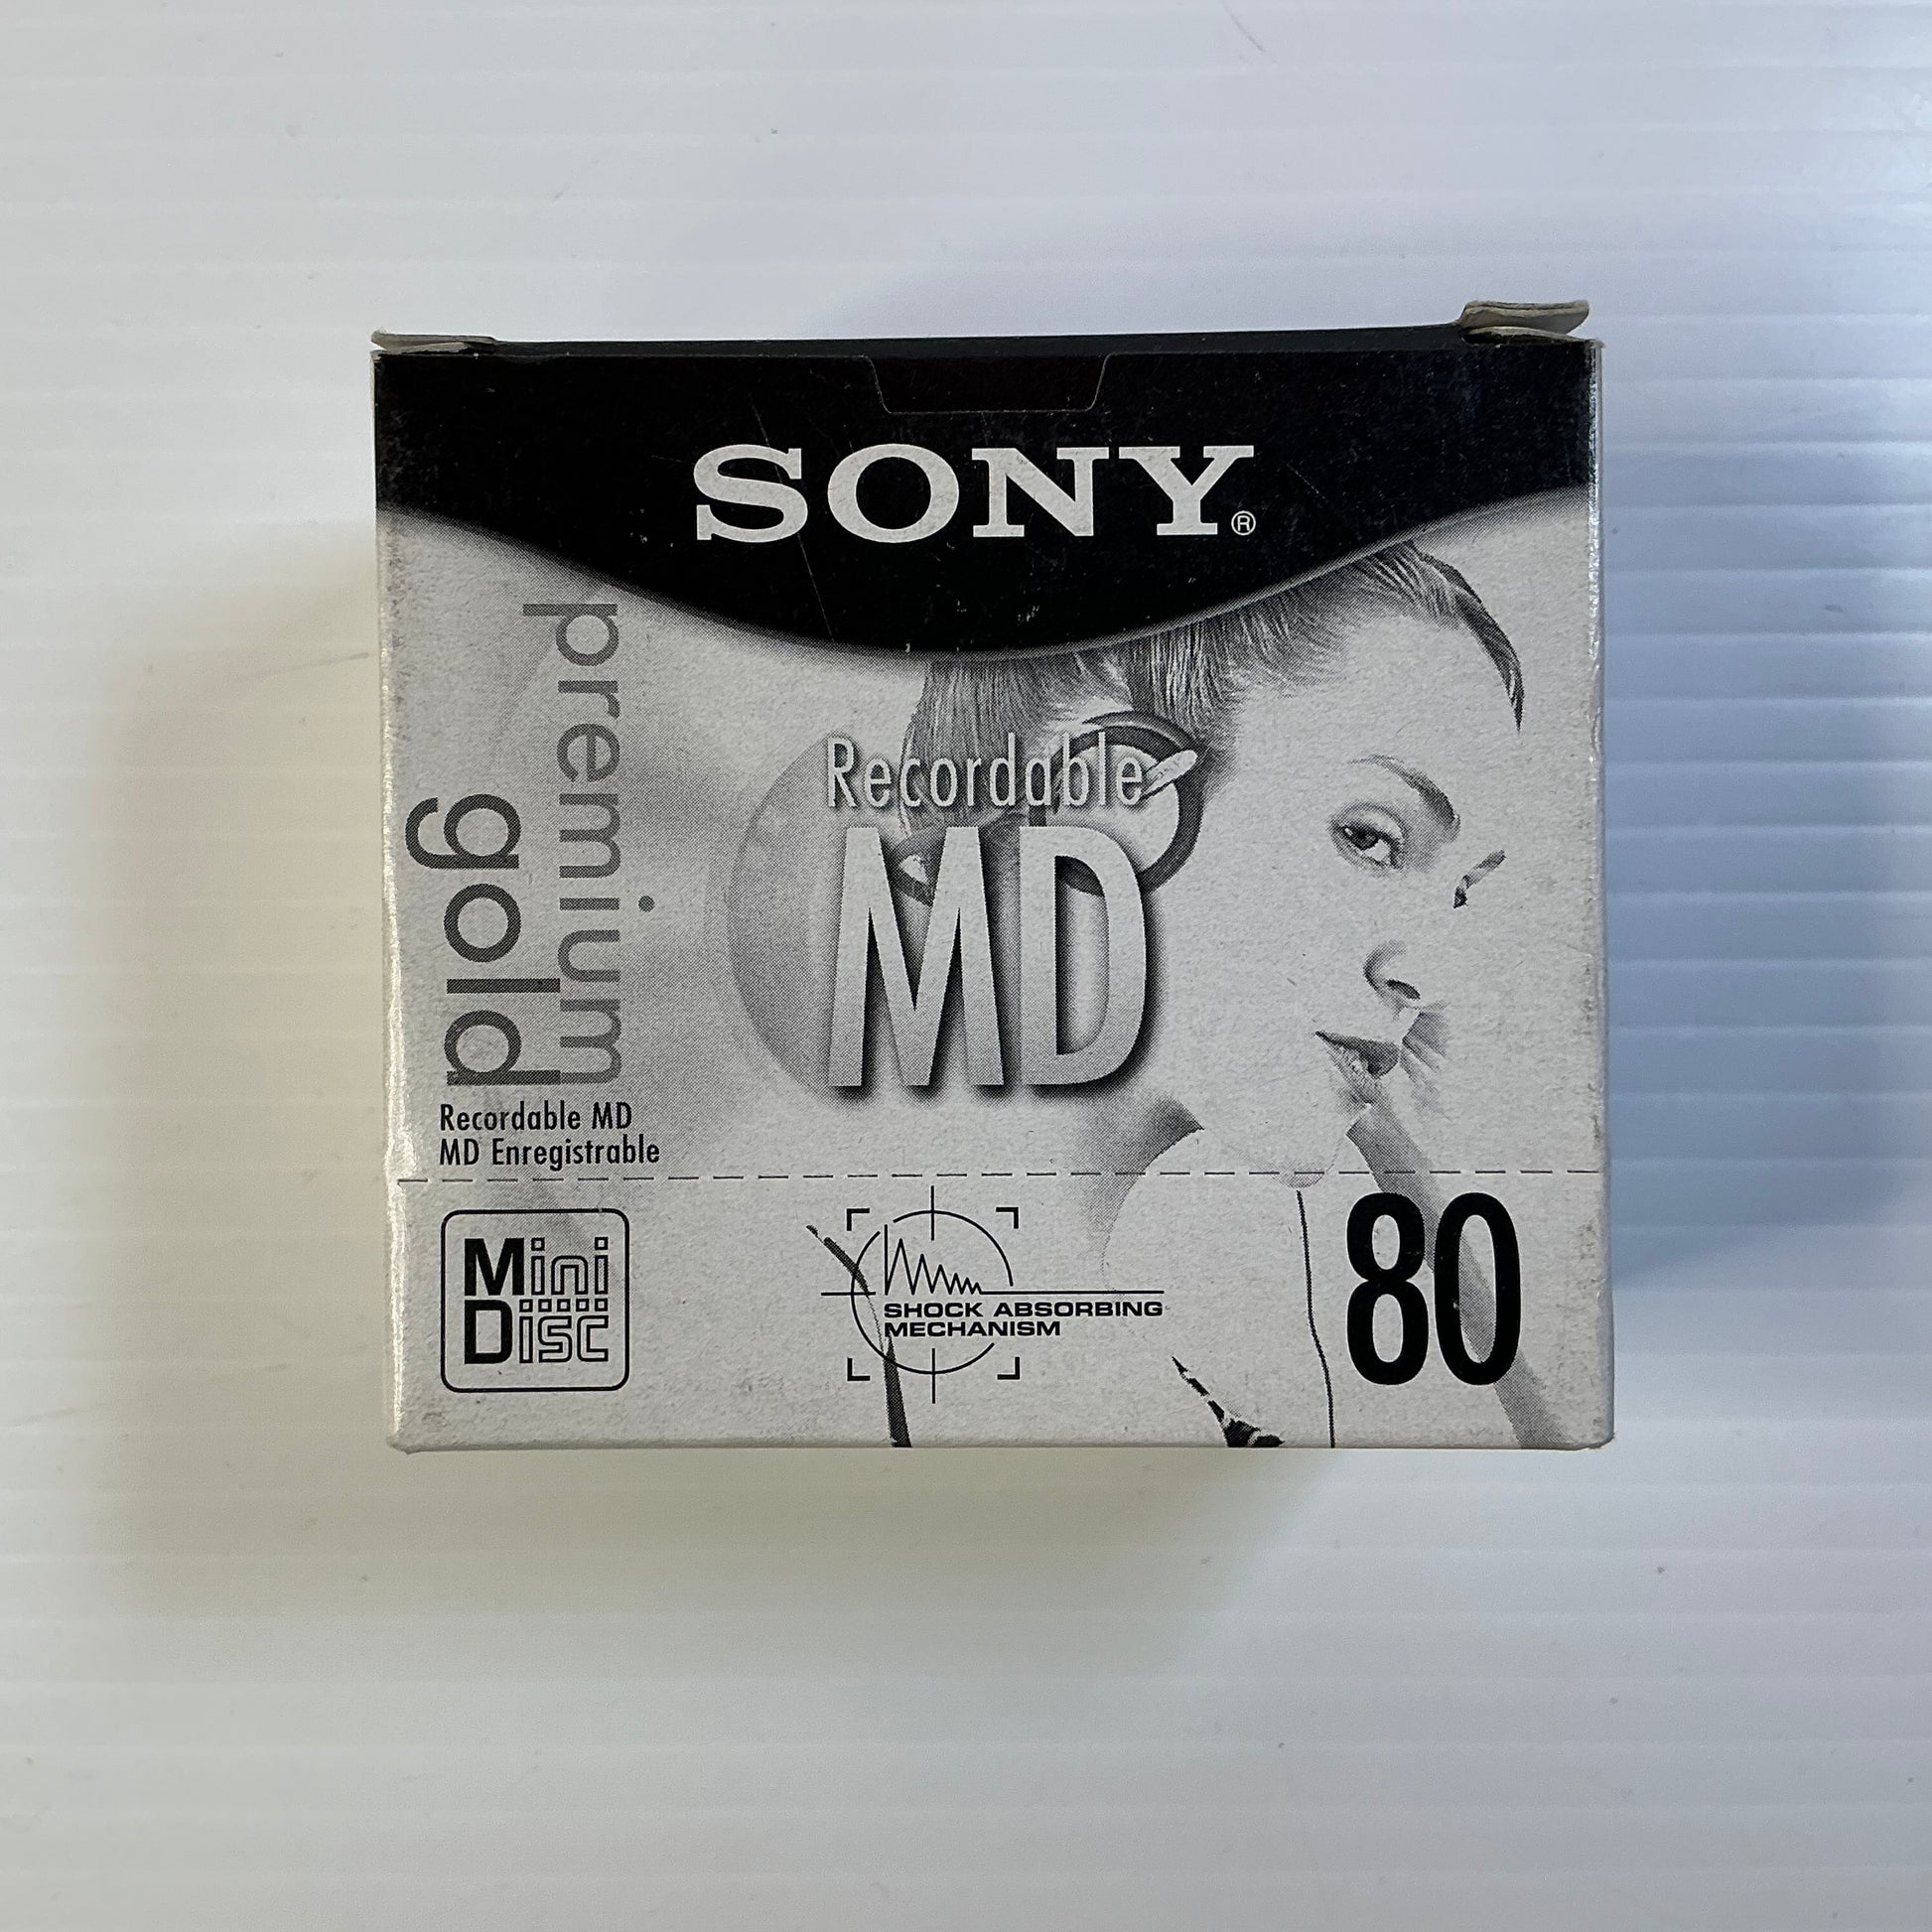 SONY®
premium
gold
Recordable
MD
Recordable MD
MD Enregistrable
Mini
Disc
SHOCK ABSORBING
MECHANISM
80